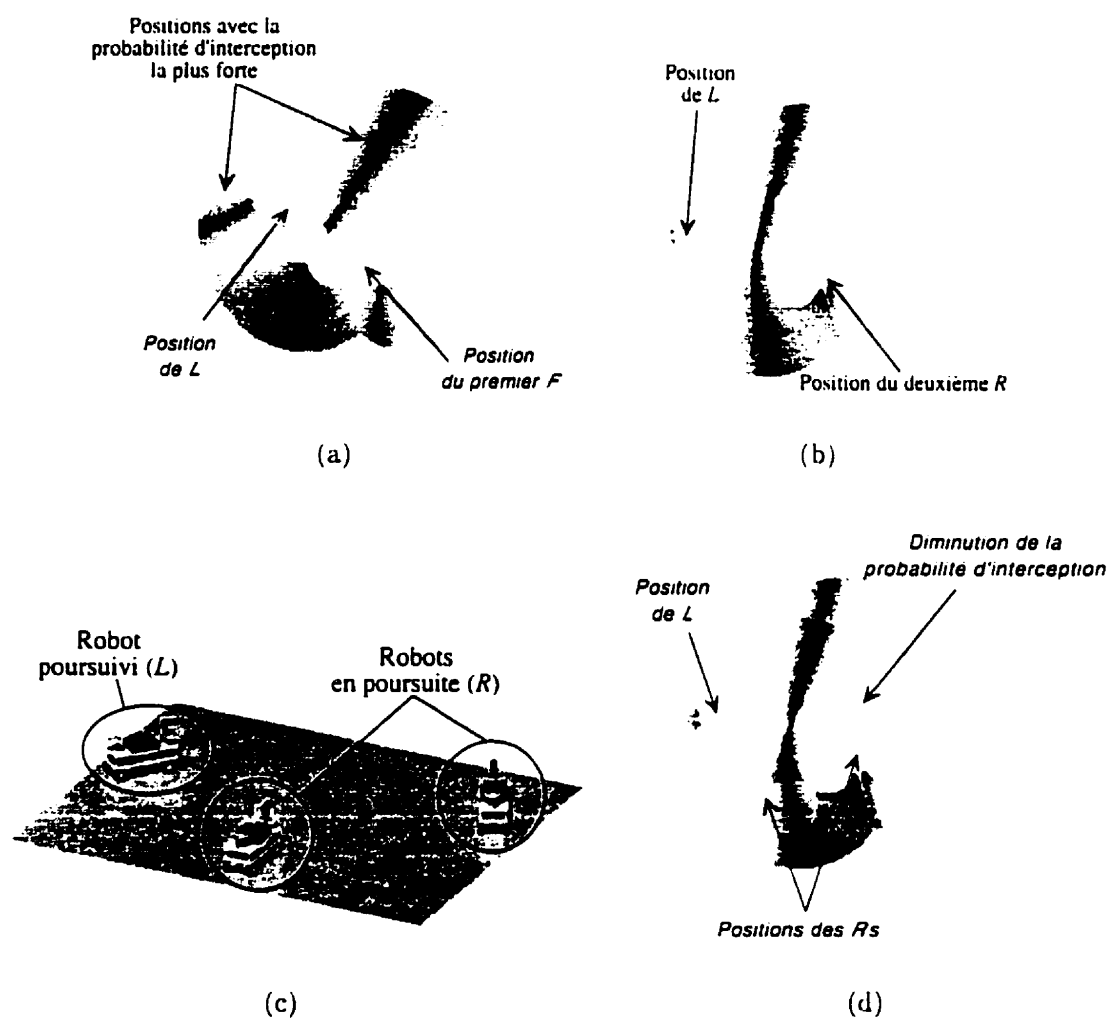 Positions avec la
probabilité d'interception
la plus forte
Position
de L
Position
du premier F
(a)
Position
de L
Position du deuxième R
(b)
Robot
poursuivi (L)
Robots
en poursuite (R)
(c)
Diminution de la
probabilité d'interception
Position
de L
Positions des Rs
(d)